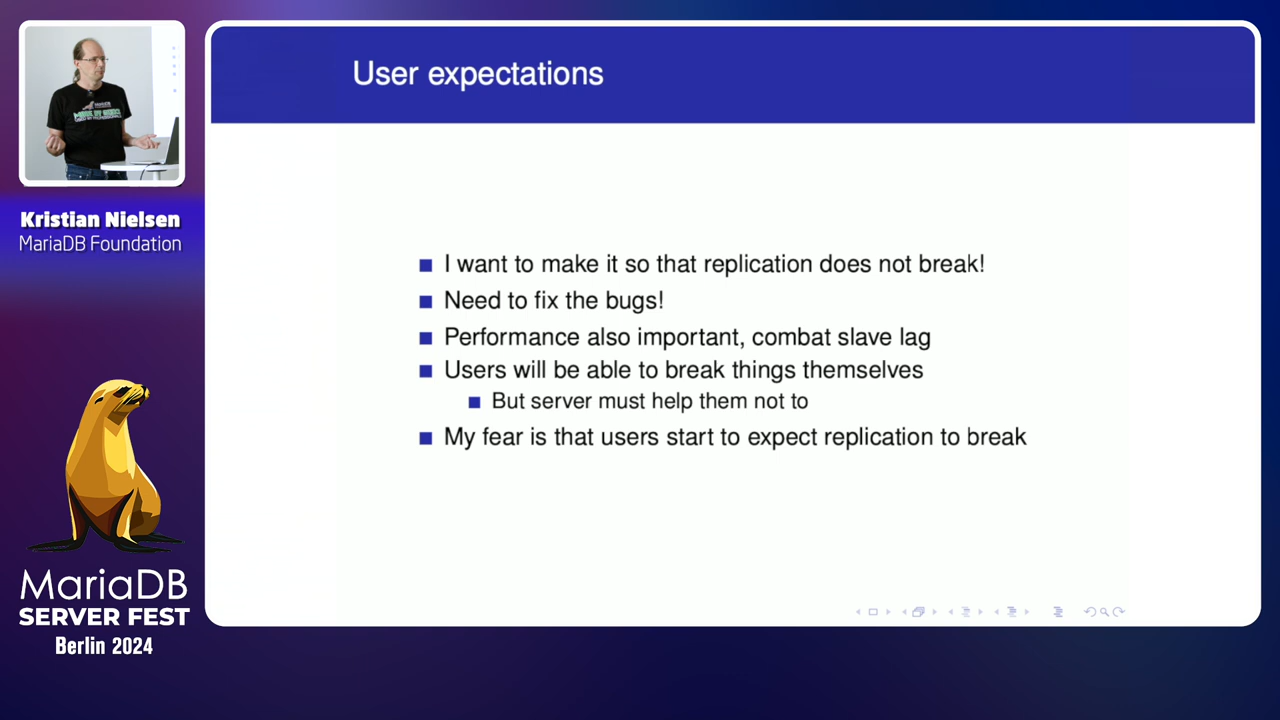 User expectations
Kristian Nielsen
MariaDB Foundation
I want to make it so that replication does not break!
Need to fix the bugs!
Performance also important, combat slave lag
Users will be able to break things themselves
But server must help them not to
My fear is that users start to expect replication to break
MariaDB
SERVER FEST
Berlin 2024